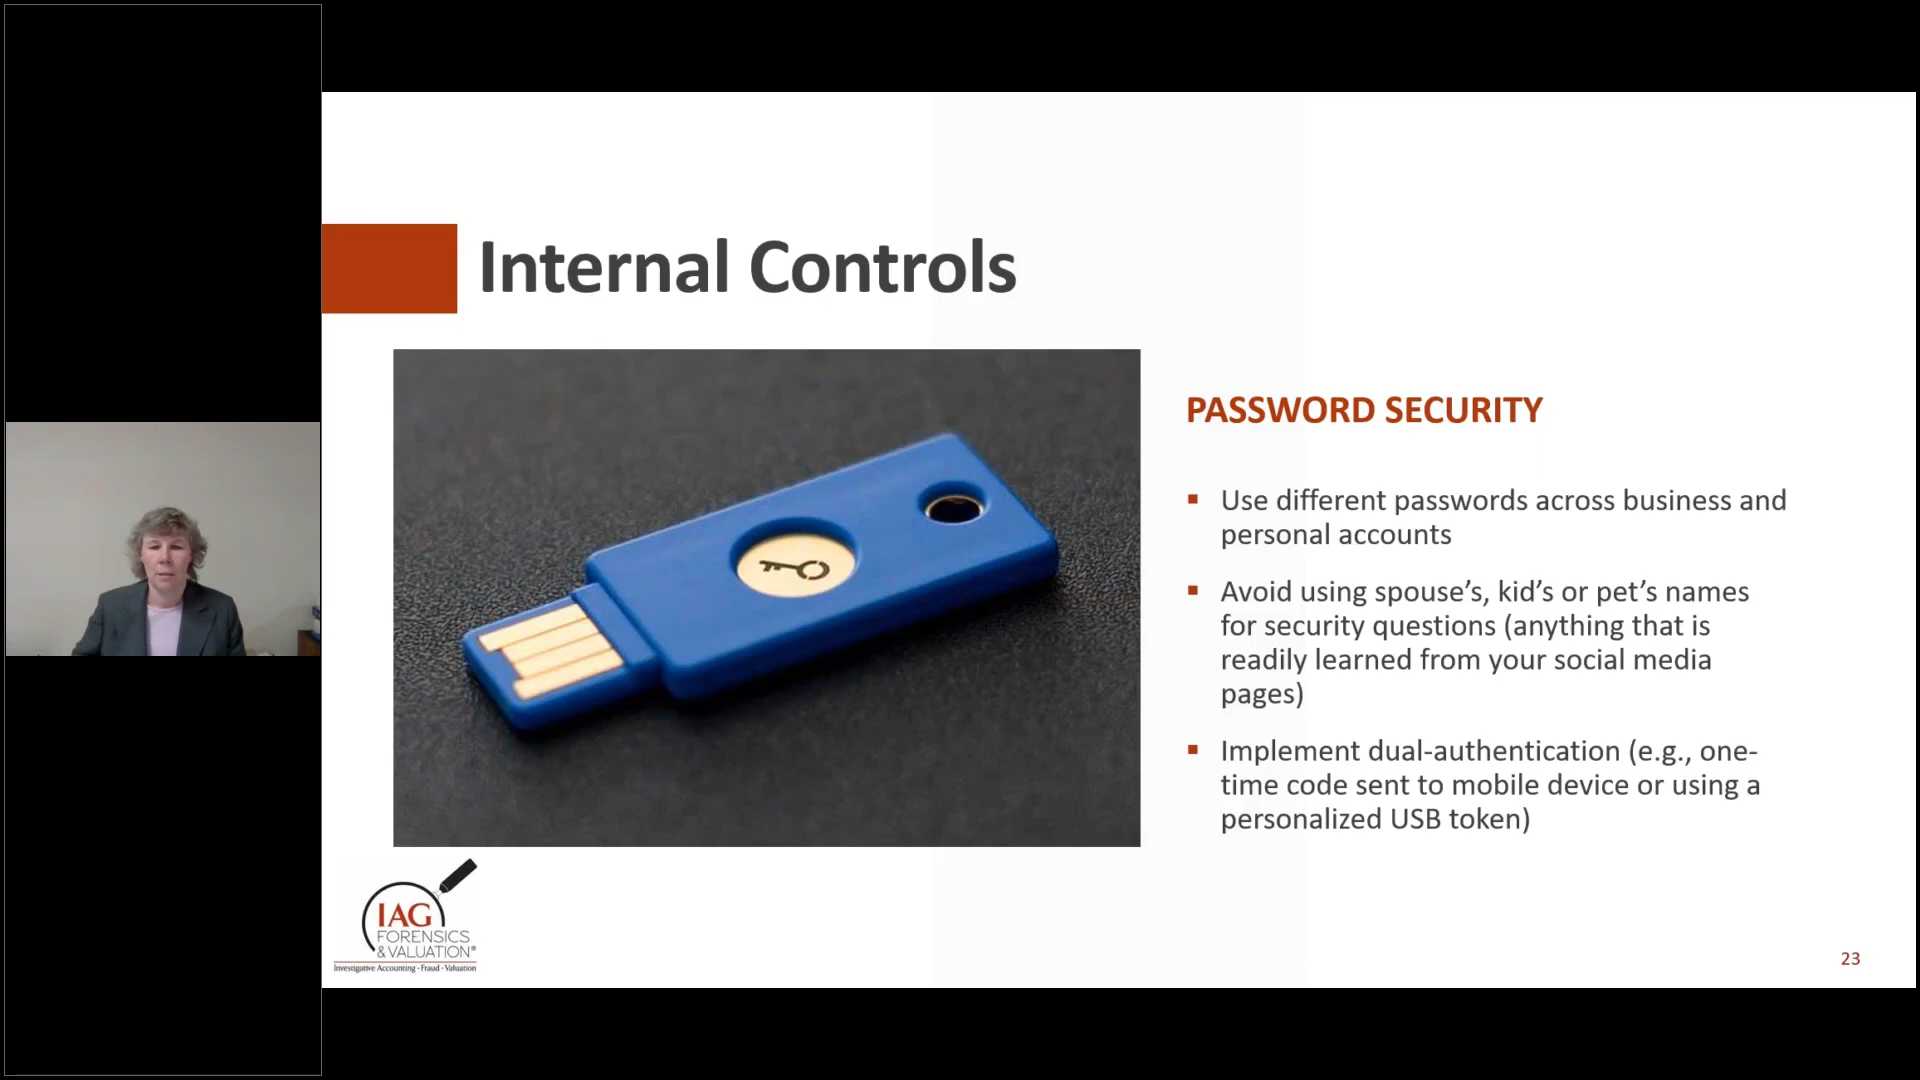 Internal Controls
PASSWORD SECURITY
Use different passwords across business and
personal accounts
Avoid using spouse’s, kid’s or pet’s names
for security questions (anything that is
readily learned from your social media
pages)
Implement dual-authentication (e.g., one-
time code sent to mobile device or using a
personalized USB token)
IAG
FORENSICS
& VALUATION®
Investigative Accounting · Fraud · Valuation
23